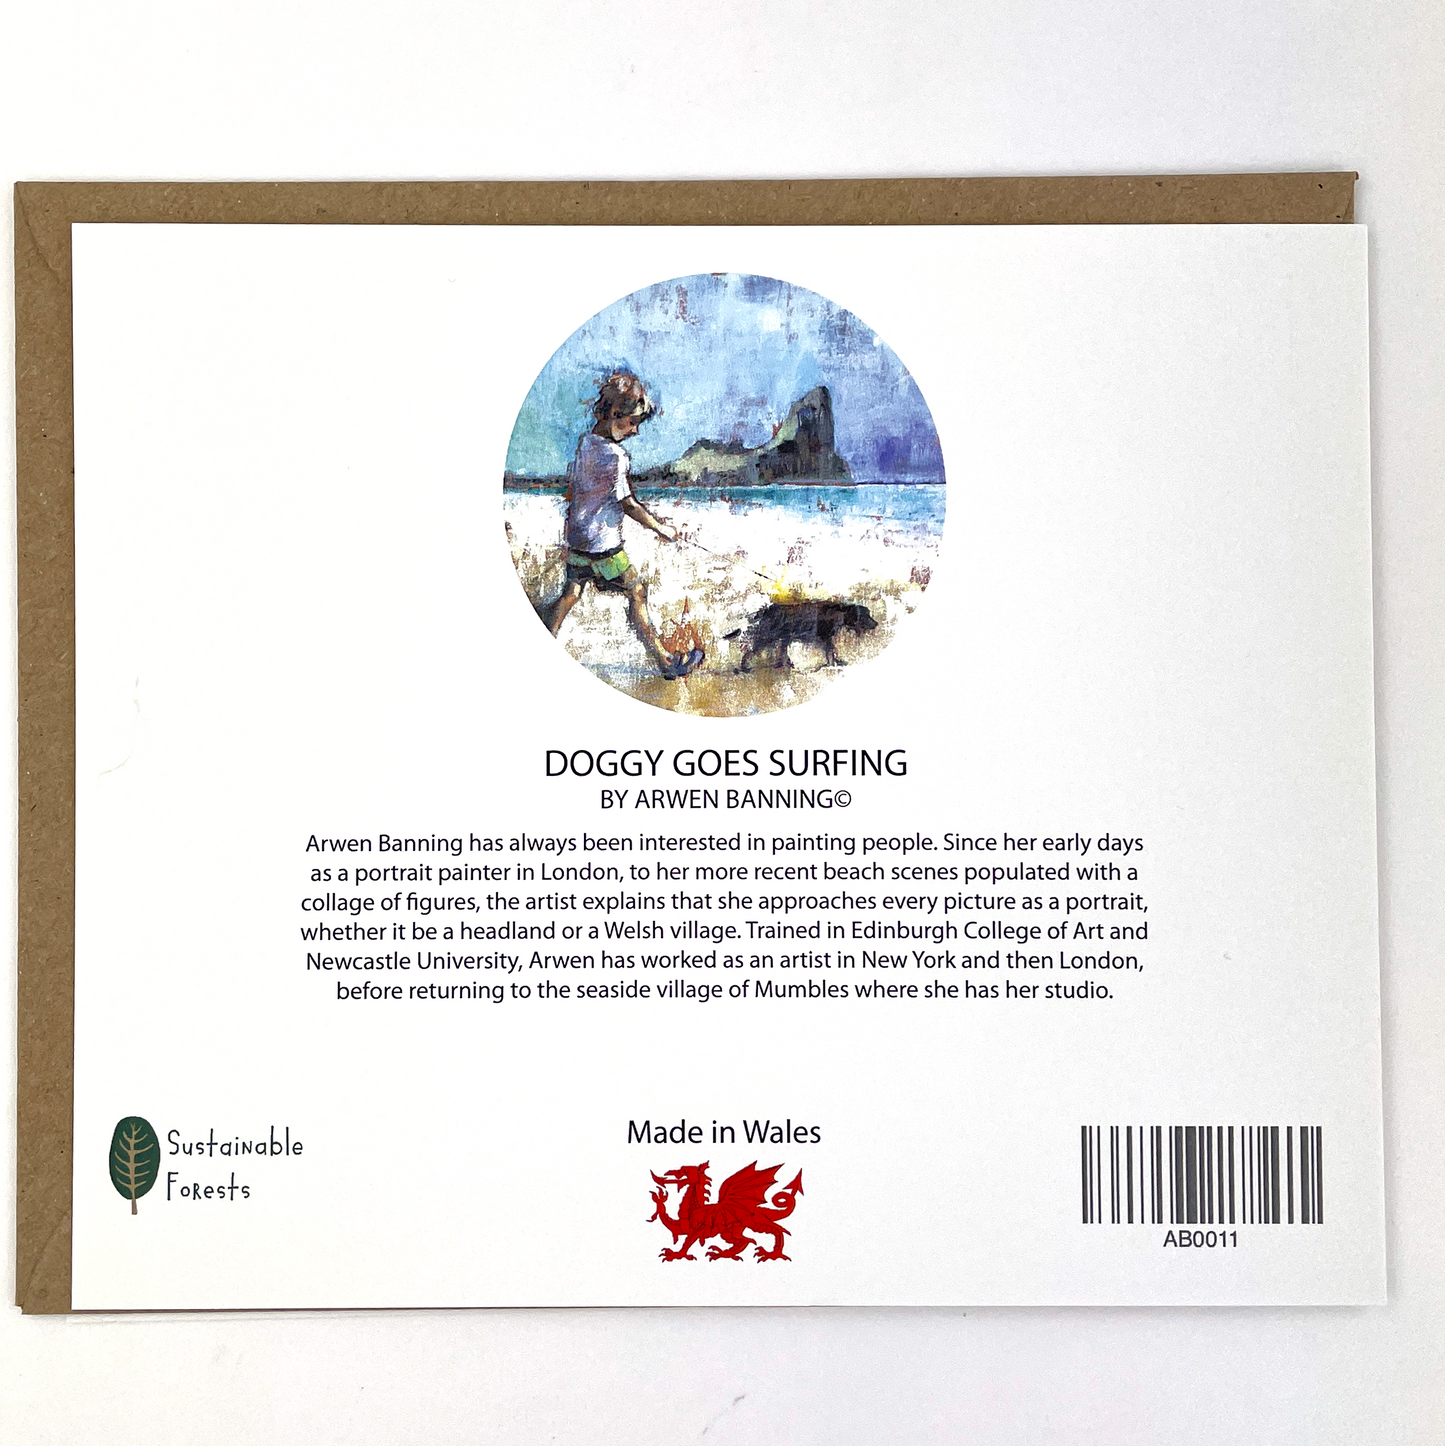 DOGGY GOES SURFING
BY ARWEN BANNING©
Arwen Banning has always been interested in painting people. Since her early days
as a portrait painter in London, to her more recent beach scenes populated with a
collage of figures, the artist explains that she approaches every picture as a portrait,
whether it be a headland or a Welsh village. Trained in Edinburgh College of Art and
Newcastle University, Arwen has worked as an artist in New York and then London,
before returning to the seaside village of Mumbles where she has her studio.
Sustainable
Forests
Made in Wales
AB0011